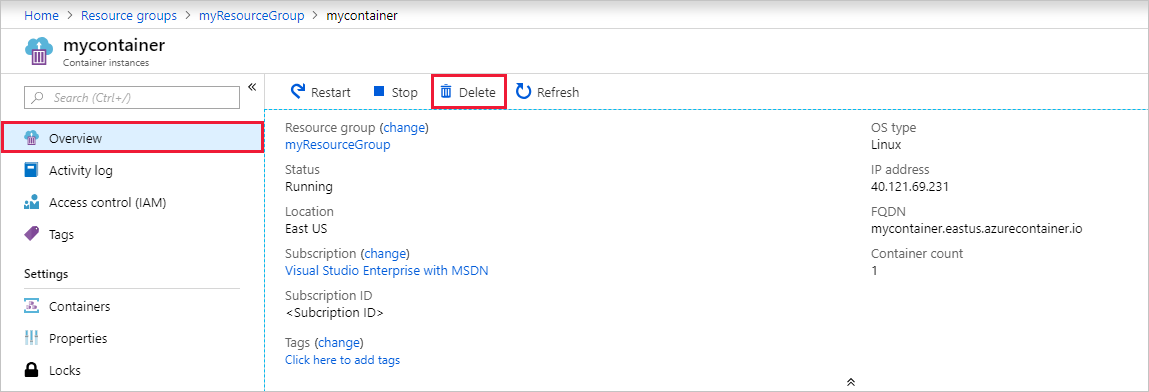 Home > Resource groups > myResourceGroup > mycontainer
mycontainer
Container instances
«
Search (Ctrl+/)
Overview
Activity log
Access control (IAM)
Tags
Settings
Containers
Properties
Locks
Restart Stop Delete Refresh
Resource group (change)
myResourceGroup
Status
Running
Location
East US
Subscription (change)
Visual Studio Enterprise with MSDN
Subscription ID
<Subcription ID>
Tags (change)
Click here to add tags
OS type
Linux
IP address
40.121.69.231
FQDN
mycontainer.eastus.azurecontainer.io
Container count
1